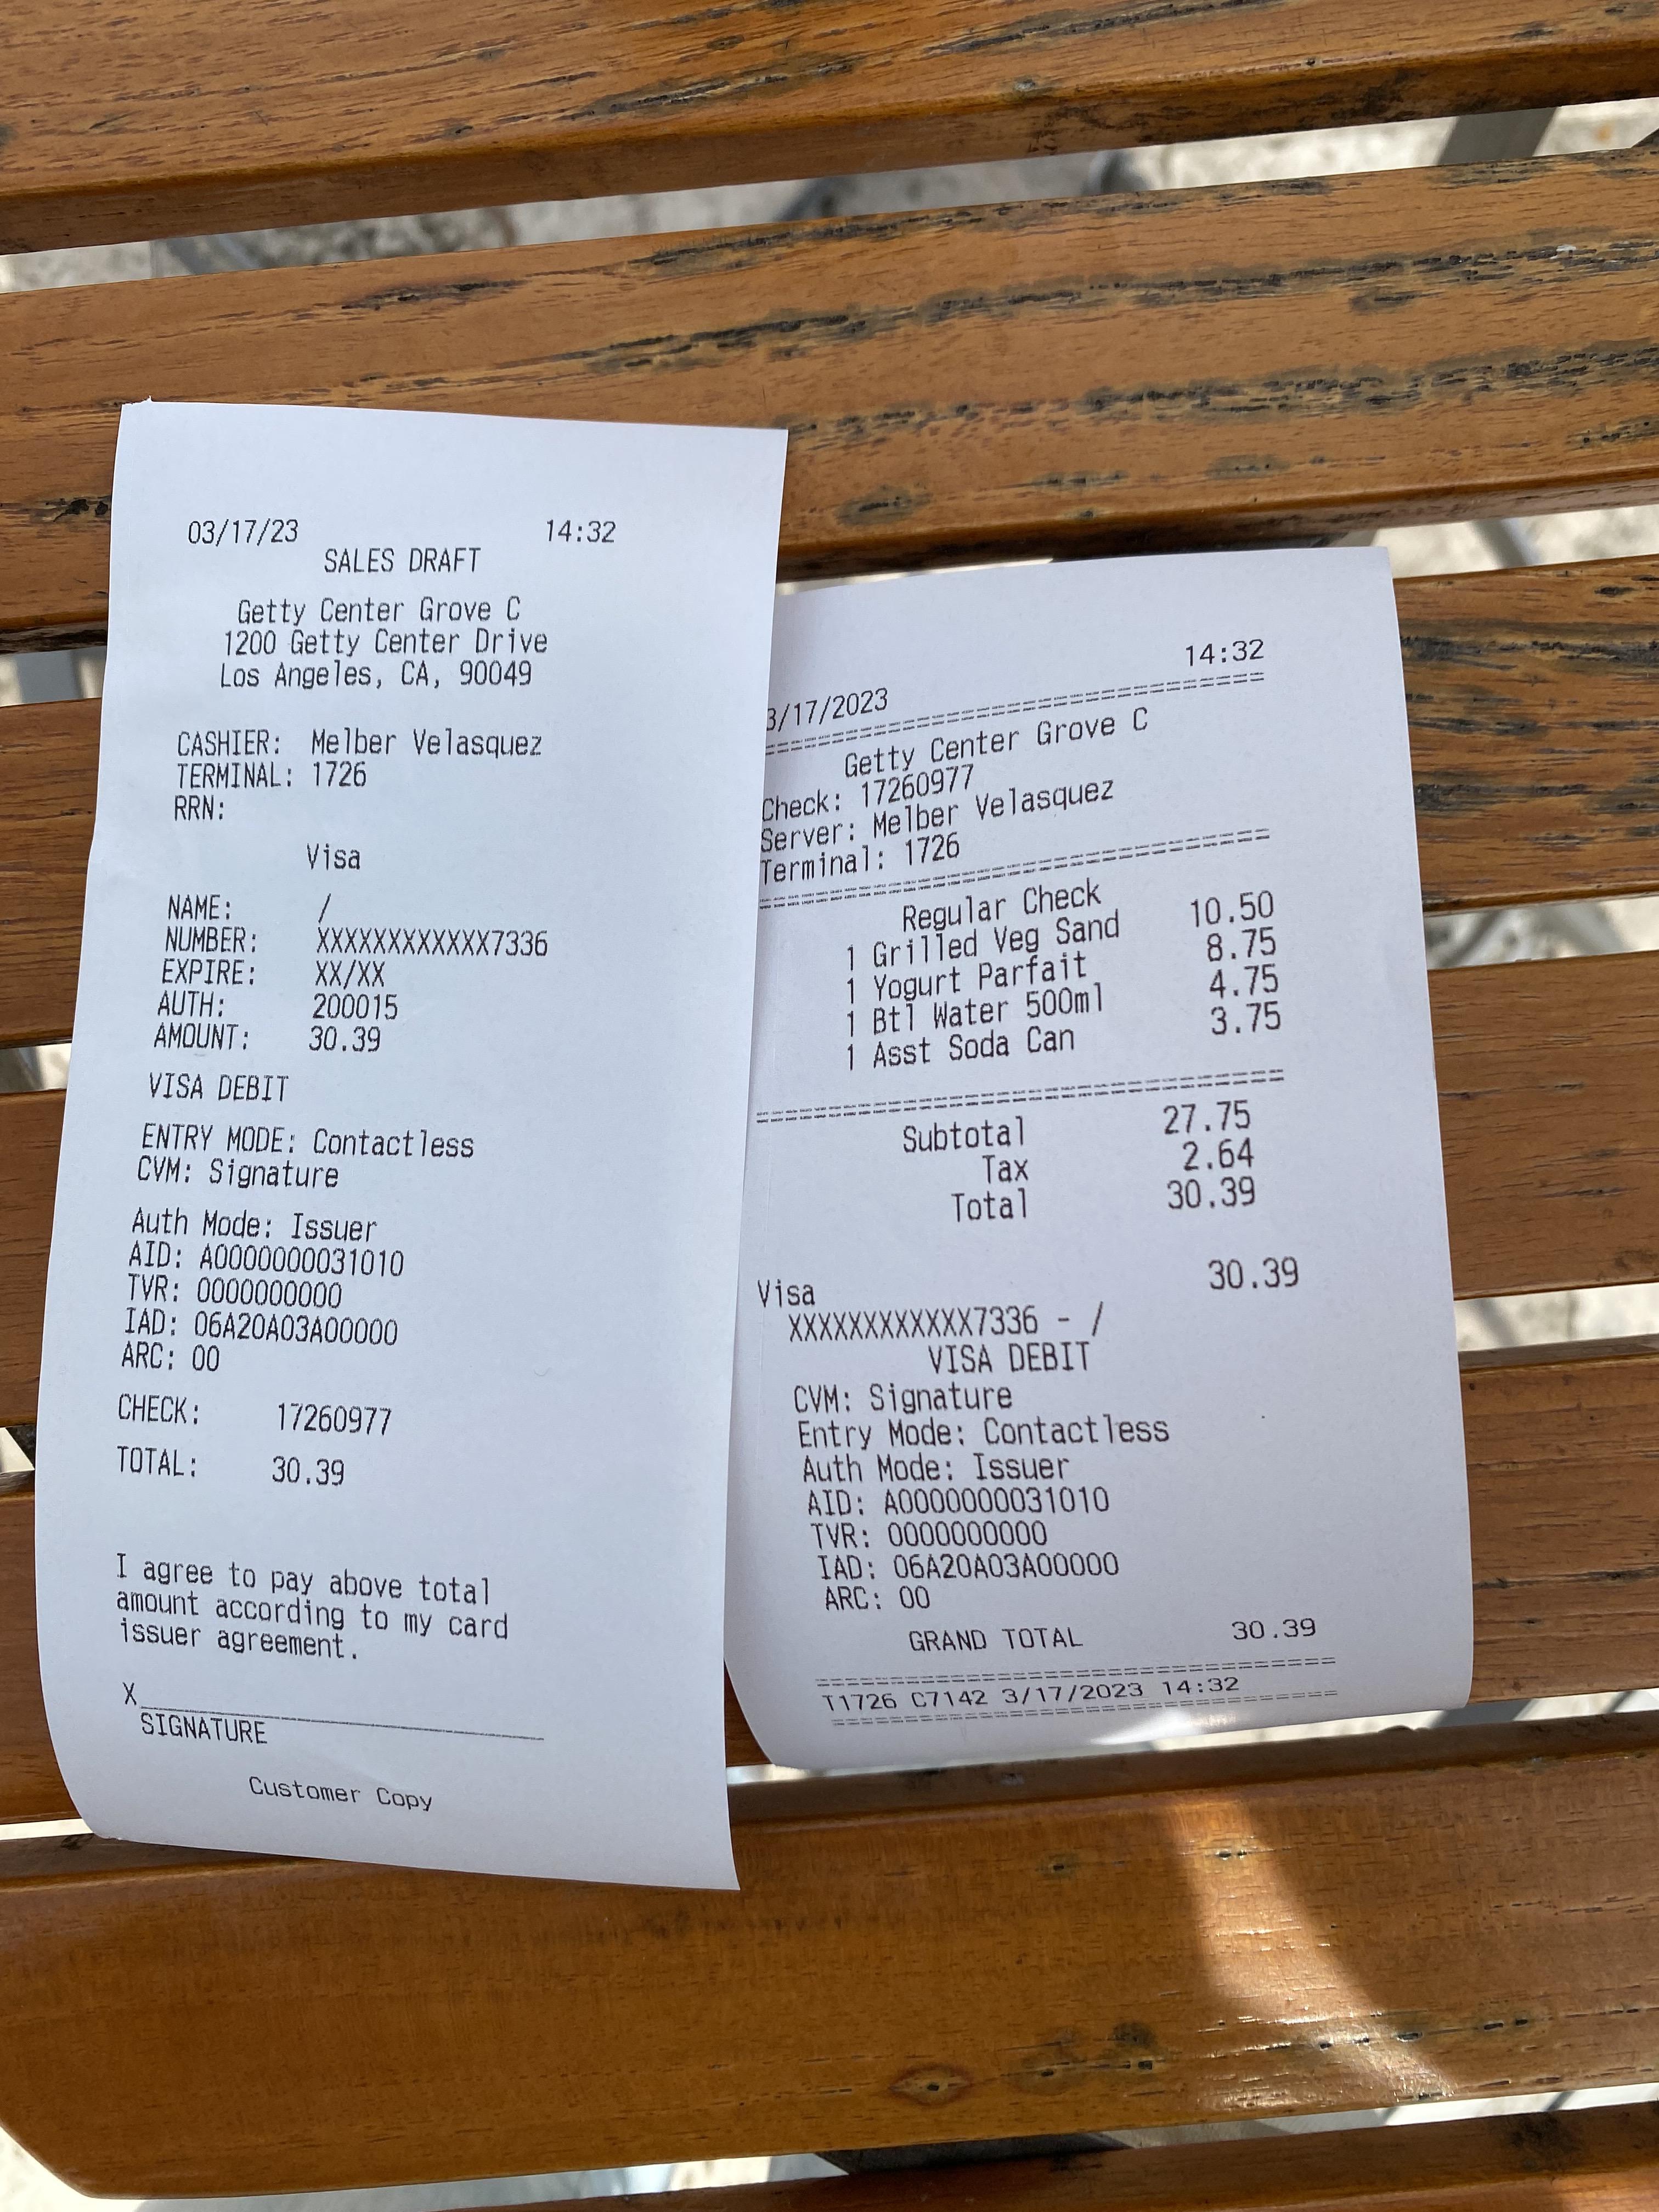 03/17/23 14:32
SALES DRAFT
Getty Center Grove C
1200 Getty Center Drive
Los Angeles, CA, 90049
CASHIER: Melber Velasquez
TERMINAL: 1726
RRN:
Visa
NAME: /
NUMBER: XXXXXXXXXXXX7336
EXPIRE: XX/XX
AUTH: 200015
AMOUNT: 30.39
VISA DEBIT
ENTRY MODE: Contactless
CVM: Signature
Auth Mode: Issuer
AID: A0000000031010
TVR: 0000000000
IAD: 06A20A03A00000
ARC: 00
CHECK: 17260977
TOTAL: 30.39
I agree to pay above total
amount according to my card
issuer agreement.
X
SIGNATURE
Customer Copy
3/17/2023 14:32
Getty Center Grove C
Check: 17260977
Server: Melber Velasquez
Terminal: 1726
Regular Check
1 Grilled Veg Sand 10.50
1 Yogurt Parfait 8.75
1 Btl Water 500ml 4.75
1 Asst Soda Can 3.75
Subtotal 27.75
Tax 2.64
Total 30.39
Visa 30.39
XXXXXXXXXXXX7336 - /
VISA DEBIT
CVM: Signature
Entry Mode: Contactless
Auth Mode: Issuer
AID: A0000000031010
TVR: 0000000000
IAD: 06A20A03A00000
ARC: 00
GRAND TOTAL 30.39
T1726 C7142 3/17/2023 14:32